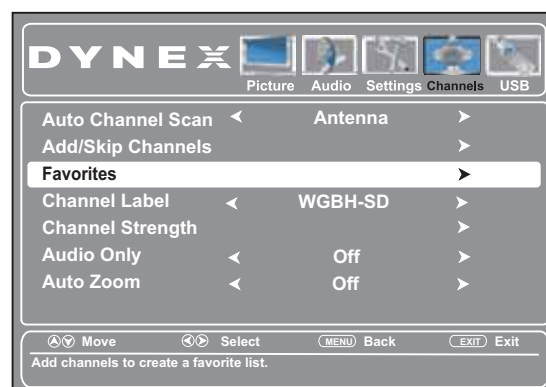 DYNEX
Picture Audio Settings Channels USB
Auto Channel Scan Antenna
Add/Skip Channels
Favorites
Channel Label WGBH-SD
Channel Strength
Audio Only Off
Auto Zoom Off
Move Select MENU Back EXIT Exit
Add channels to create a favorite list.